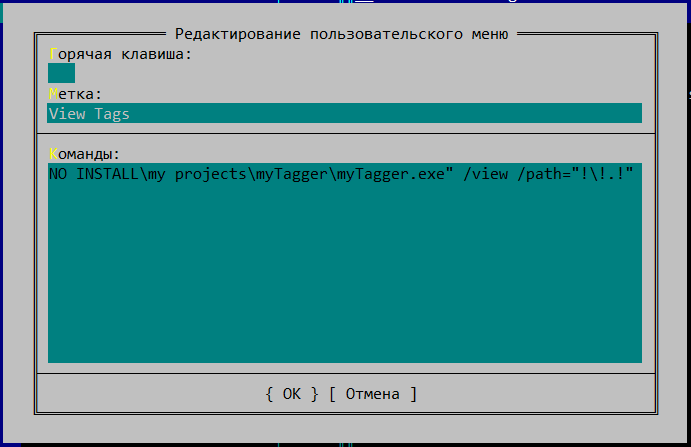 Редактирование пользовательского меню
Горячая клавиша:
Метка:
View Tags
Команды:
NO INSTALL\my projects\myTagger\myTagger.exe" /view /path="!\!.!"
{ OK } [ Отмена ]